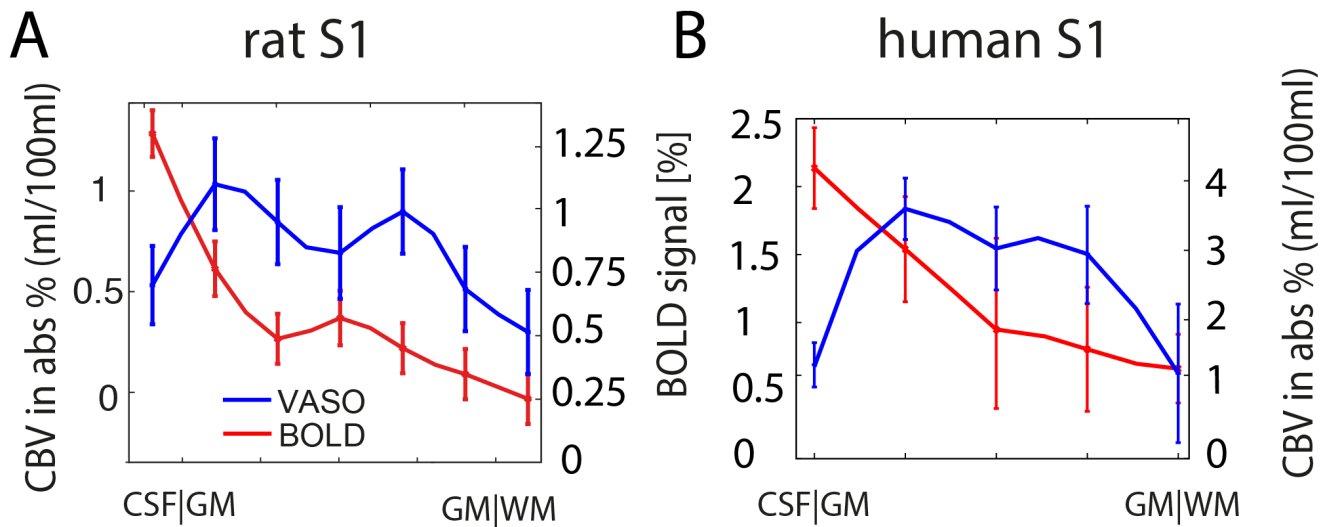 A
rat S1
CBV in abs % (ml/100ml)
1
0.5
0
1.25
1
0.75
0.5
0.25
0
VASO
BOLD
CSF|GM
GM|WM
B
human S1
BOLD signal [%]
2.5
2
1.5
1
0.5
0
4
3
2
1
0
CBV in abs % (ml/100ml)
CSF|GM
GM|WM